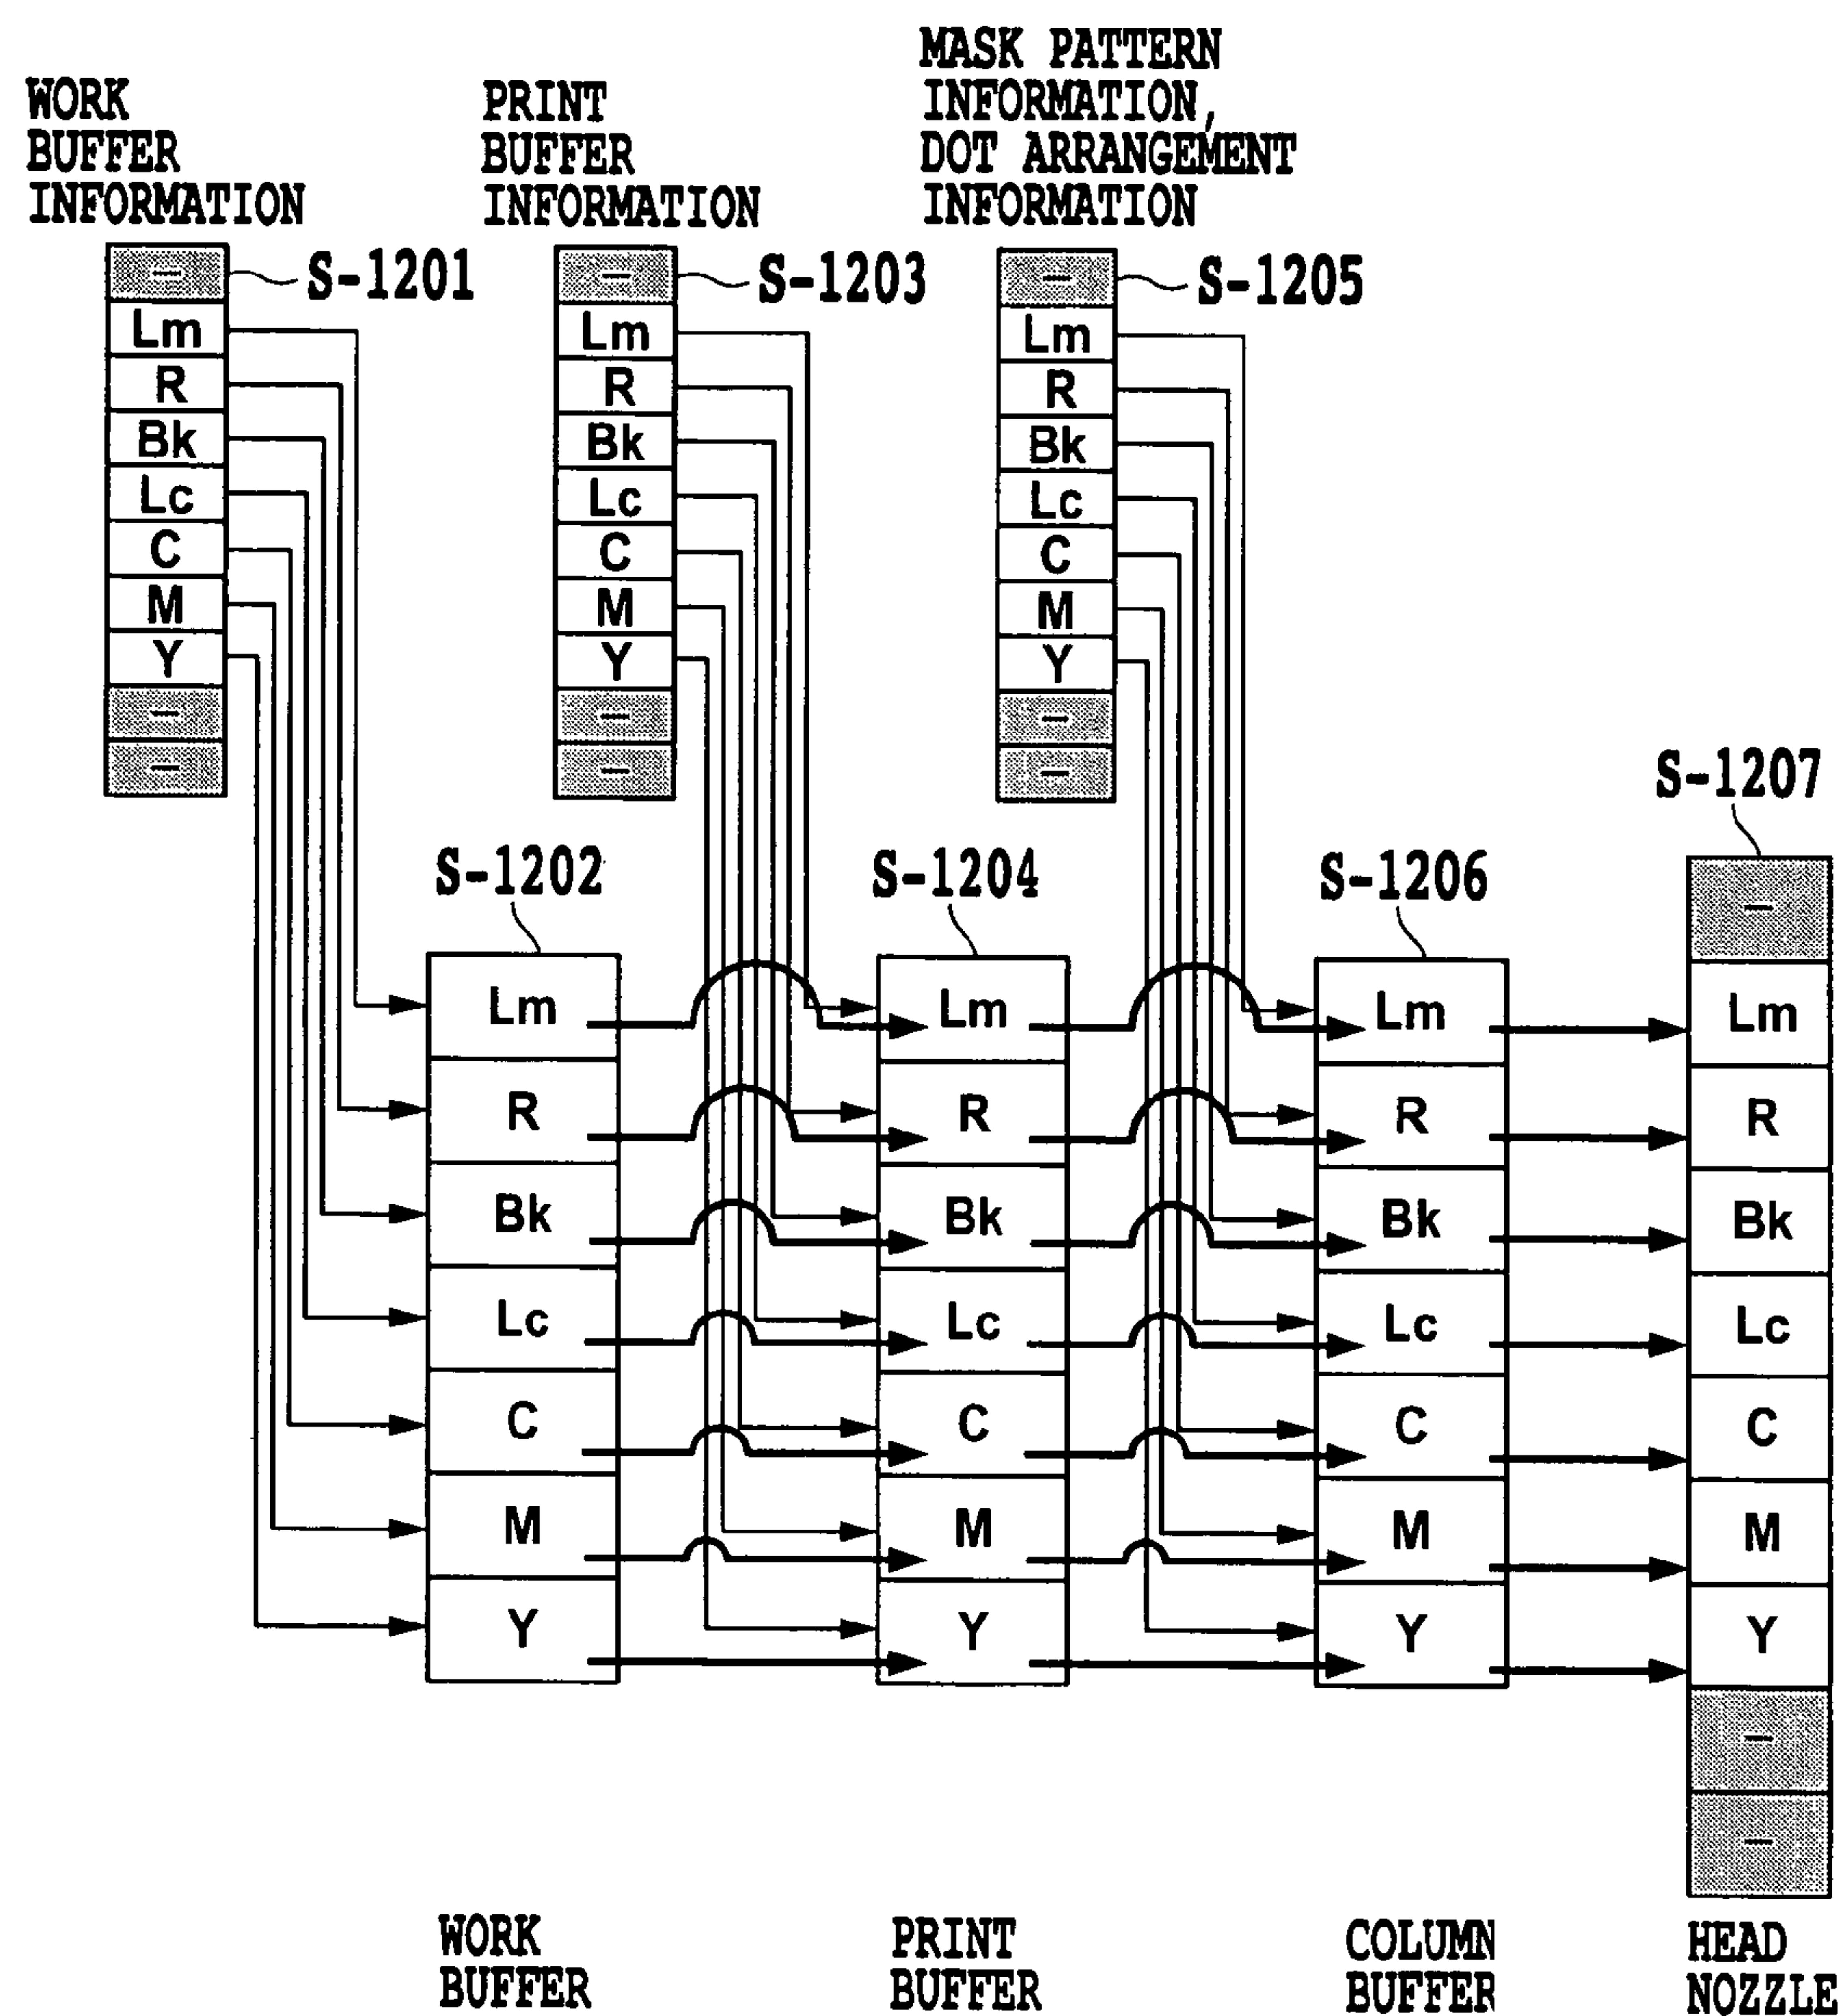 WORK
BUFFER
INFORMATION
PRINT
BUFFER
INFORMATION
MASK PATTERN
INFORMATION,
DOT ARRANGEMENT
INFORMATION
–
S-1201
Lm
R
Bk
Lc
C
M
Y
–
–
–
S-1203
Lm
R
Bk
Lc
C
M
Y
–
–
–
S-1205
Lm
R
Bk
Lc
C
M
Y
–
–
S-1202
Lm
R
Bk
Lc
C
M
Y
WORK
BUFFER
S-1204
Lm
R
Bk
Lc
C
M
Y
PRINT
BUFFER
S-1206
Lm
R
Bk
Lc
C
M
Y
COLUMN
BUFFER
S-1207
–
Lm
R
Bk
Lc
C
M
Y
–
–
HEAD
NOZZLE